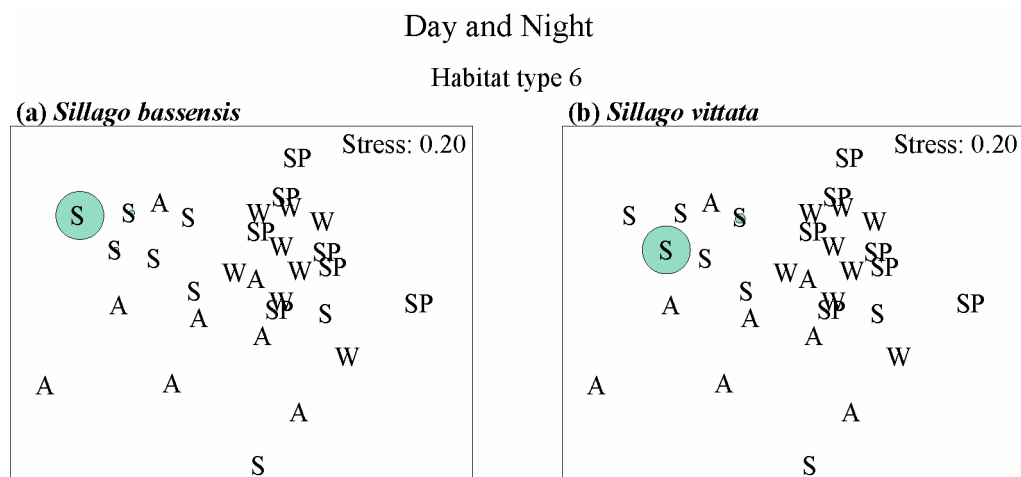 Day and Night
Habitat type 6
(a) Sillago bassensis
Stress: 0.20
SP
SP W
S S A S W W
SP W
S S W SP
W A W SP
S W
A A SP S SP
A
W
A A
A
S
(b) Sillago vittata
Stress: 0.20
SP
SP W
S S A S W W
SP W
S S W SP
W A W SP
S W
A A SP S SP
A
W
A A
A
S